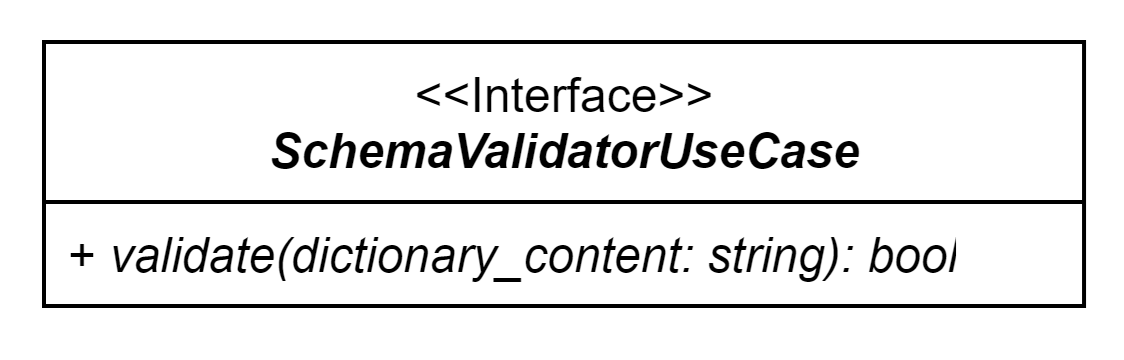 <<Interface>>
SchemaValidatorUseCase
+ validate(dictionary_content: string): bool